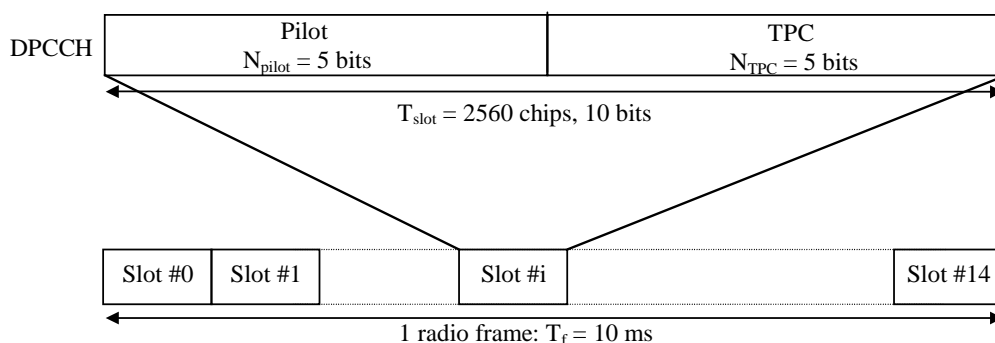 DPCCH
Pilot
N_pilot = 5 bits
TPC
N_TPC = 5 bits
T_slot = 2560 chips, 10 bits
Slot #0 Slot #1 Slot #i Slot #14
1 radio frame: T_f = 10 ms